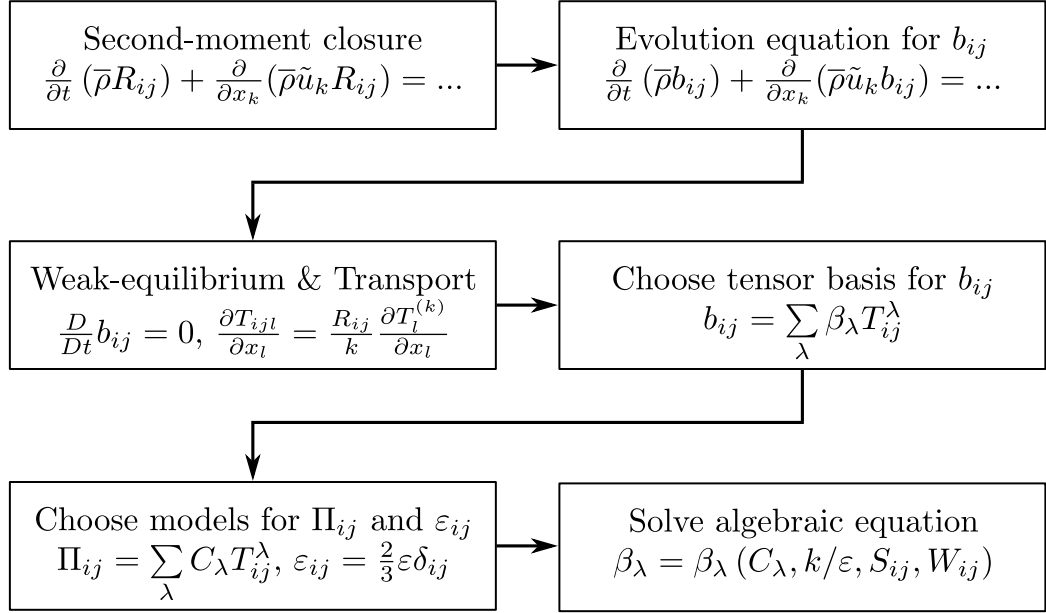 Second-moment closure
∂/∂t (ρ̅R_ij) + ∂/∂x_k (ρ̅ũ_k R_ij) = ...
Evolution equation for b_ij
∂/∂t (ρ̅b_ij) + ∂/∂x_k (ρ̅ũ_k b_ij) = ...
Weak-equilibrium & Transport
D/Dt b_ij = 0, ∂T_ijl/∂x_l = R_ij/k ∂T_l^(k)/∂x_l
Choose tensor basis for b_ij
b_ij = ∑_λ β_λ T_ij^λ
Choose models for Π_ij and ε_ij
Π_ij = ∑_λ C_λ T_ij^λ, ε_ij = 2/3 εδ_ij
Solve algebraic equation
β_λ = β_λ (C_λ, k/ε, S_ij, W_ij)